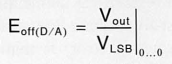 E_off(D/A) = V_out / V_LSB |_0...0